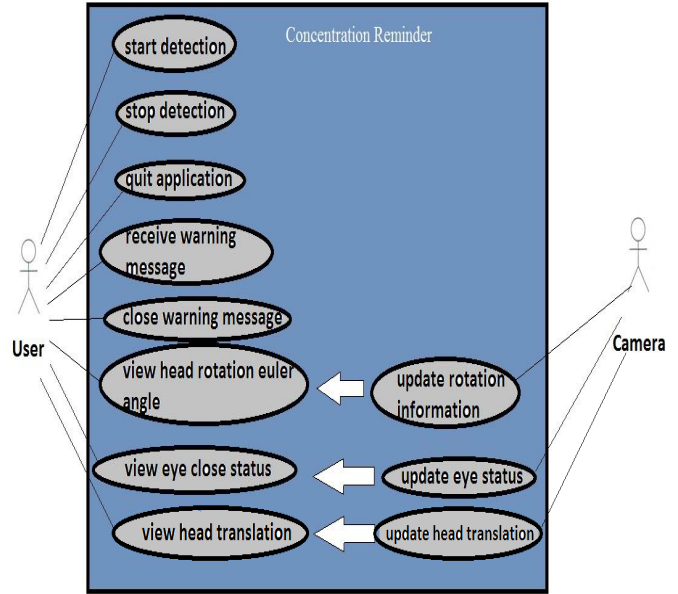 Concentration Reminder
start detection
stop detection
quit application
receive warning
message
close warning message
User
Camera
view head rotation euler
angle
update rotation
information
view eye close status
update eye status
view head translation
update head translation